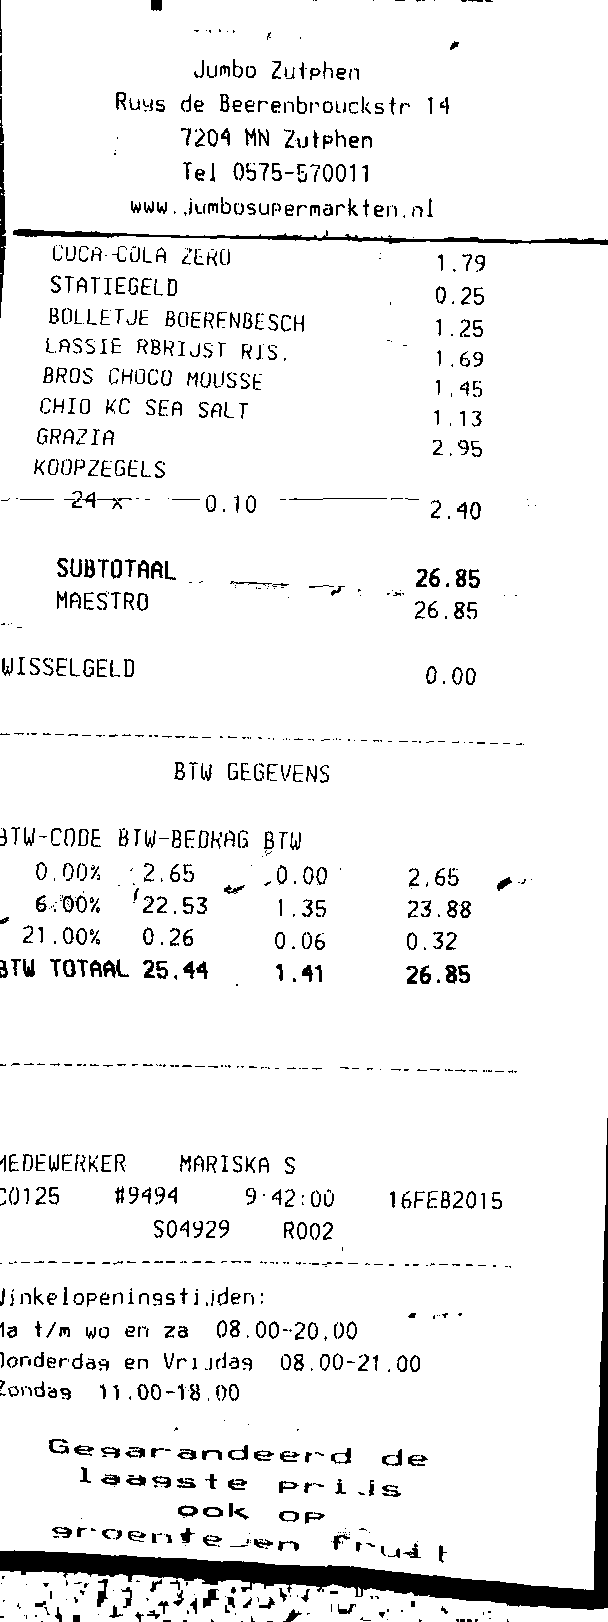 Jumbo Zutphen
Ruys de Beerenbrouckstr 14
7204 MN Zutphen
Tel 0575-570011
www.jumbosupermarkten.nl
COCA-COLA ZERO 1.79
STATIEGELD 0.25
BOLLETJE BOERENBESCH 1.25
LASSIE RBRIJST RIS. 1.69
BROS CHOCO MOUSSE 1.45
CHIO KC SEA SALT 1.13
GRAZIA 2.95
KOOPZEGELS
24 x 0.10 2.40
SUBTOTAAL 26.85
MAESTRO 26.85
WISSELGELD 0.00
BTW GEGEVENS
BTW-CODE BTW-BEDRAG BTW
0.00% 2.65 0.00 2.65
6.00% 22.53 1.35 23.88
21.00% 0.26 0.06 0.32
BTW TOTAAL 25.44 1.41 26.85
MEDEWERKER MARISKA S
C0125 #9494 9:42:00 16FEB2015
S04929 R002
Winkelopeningstijden:
Ma t/m wo en za 08.00-20.00
Donderdag en Vrijdag 08.00-21.00
Zondag 11.00-18.00
Gegarandeerd de
laagste prijs
ook op
groente en fruit